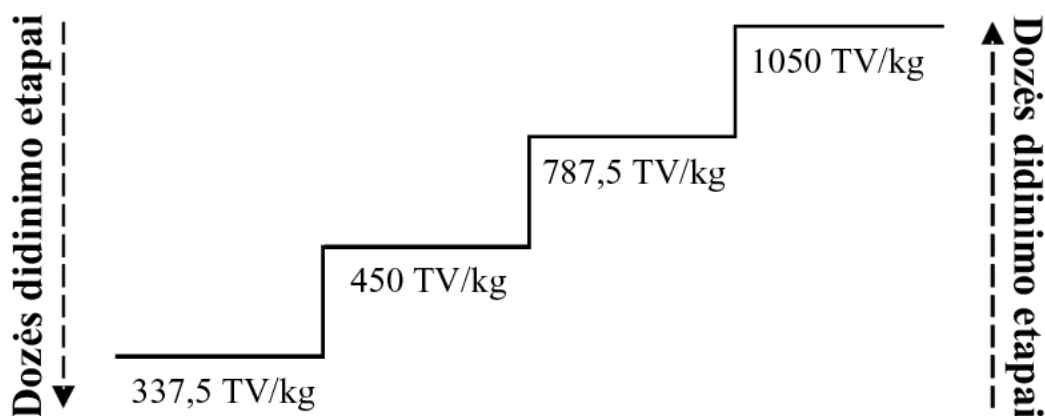 Dozės didinimo etapai
1050 TV/kg
787,5 TV/kg
450 TV/kg
337,5 TV/kg
Dozės didinimo etapai